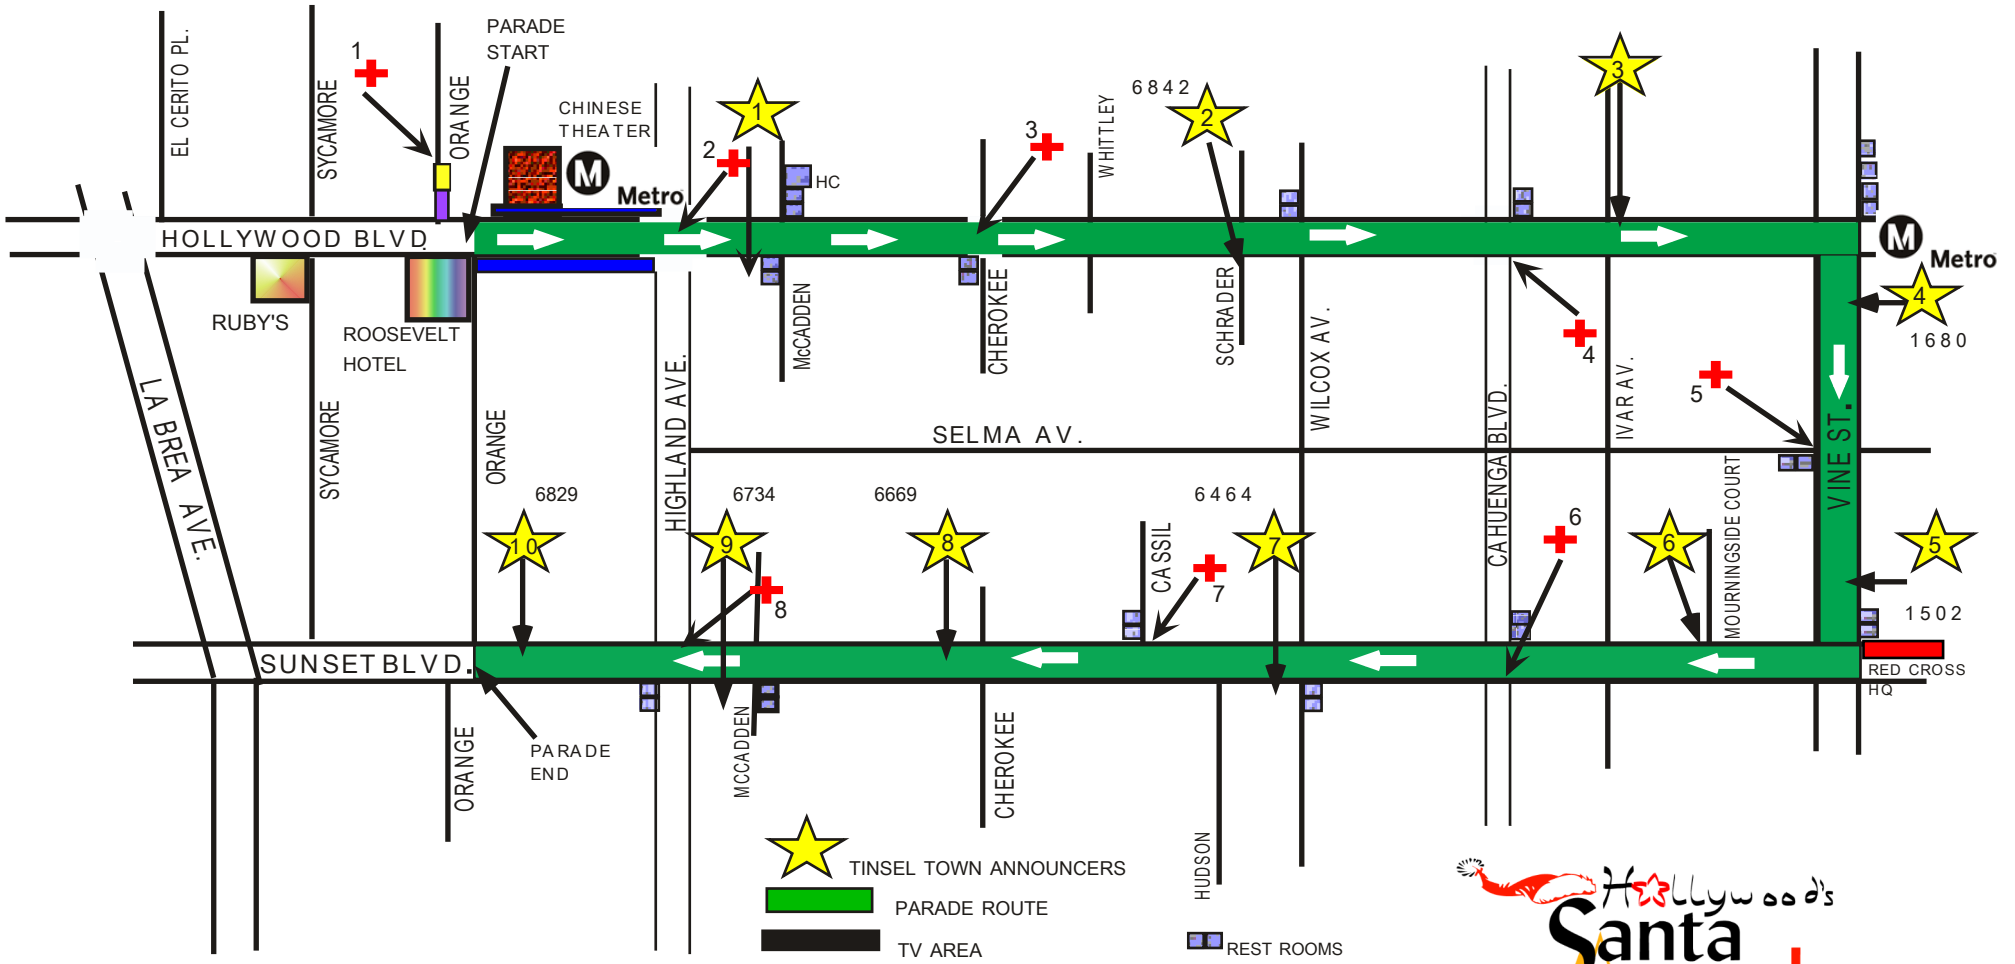 EL CERITO PL.
SYCAMORE
1
ORANGE
PARADE
START
CHINESE
THEATER
M
Metro
2
1
HC
3
WHITTLEY
6842
2
3
HOLLYWOOD BLVD.
M
Metro
4
1680
RUBY'S
ROOSEVELT
HOTEL
McCADDEN
CHEROKEE
SCHRADER
WILCOX AV.
4
IVAR AV.
5
LA BREA AVE.
SYCAMORE
ORANGE
HIGHLAND AVE.
SELMA AV.
CAHUENGA BLVD.
MOURNINGSIDE COURT
VINE ST.
6829
10
6734
9
6669
8
CASSIL
6464
7
6
6
5
7
8
1502
SUNSET BLVD.
RED CROSS
HQ
ORANGE
PARADE
END
MCCADDEN
CHEROKEE
HUDSON
TINSEL TOWN ANNOUNCERS
PARADE ROUTE
TV AREA
REST ROOMS
Hollywood's
Santa